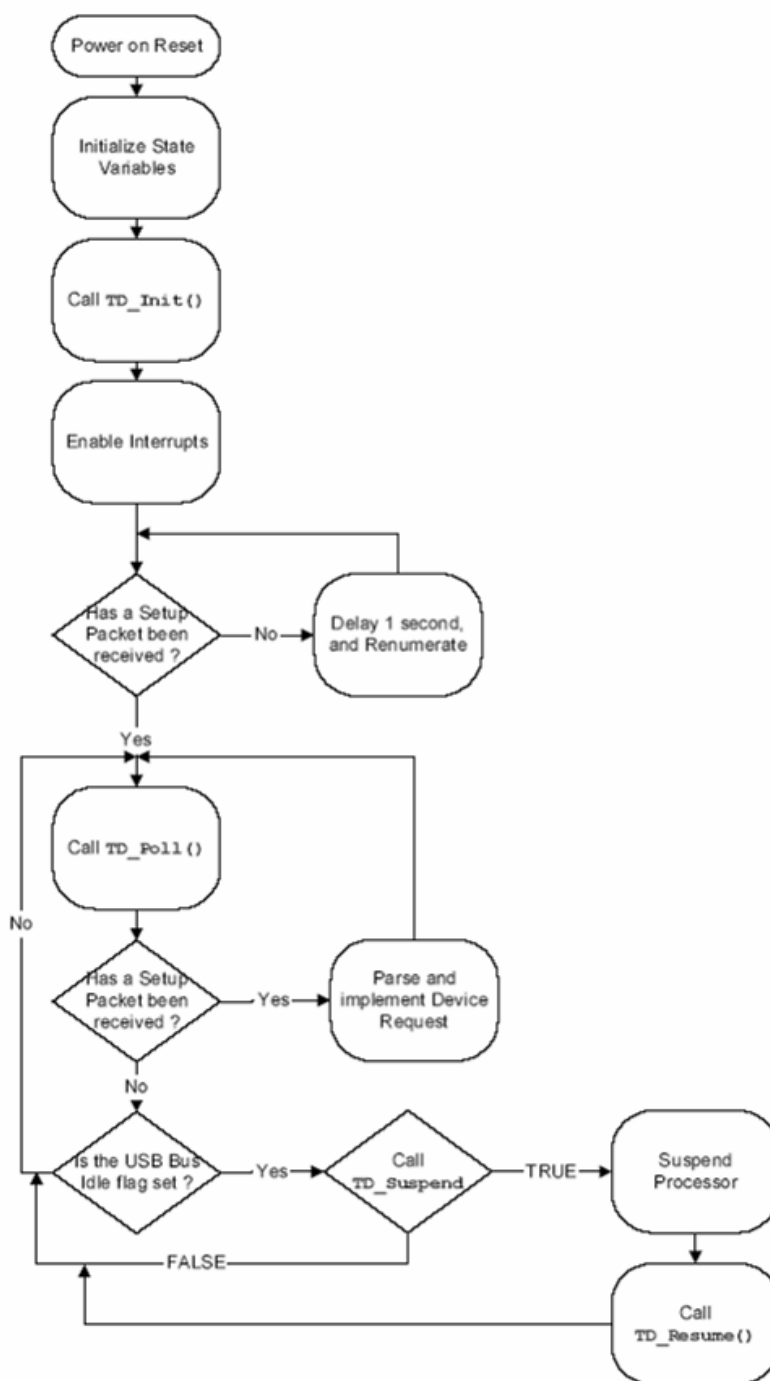 Power on Reset
Initialize State
Variables
Call TD_Init()
Enable Interrupts
Has a Setup
Packet been
received ?
No
Delay 1 second,
and Renumerate
Yes
Call TD_Poll()
No
Has a Setup
Packet been
received ?
Yes
Parse and
implement Device
Request
No
Is the USB Bus
Idle flag set ?
Yes
Call
TD_Suspend
TRUE
Suspend
Processor
FALSE
Call
TD_Resume()